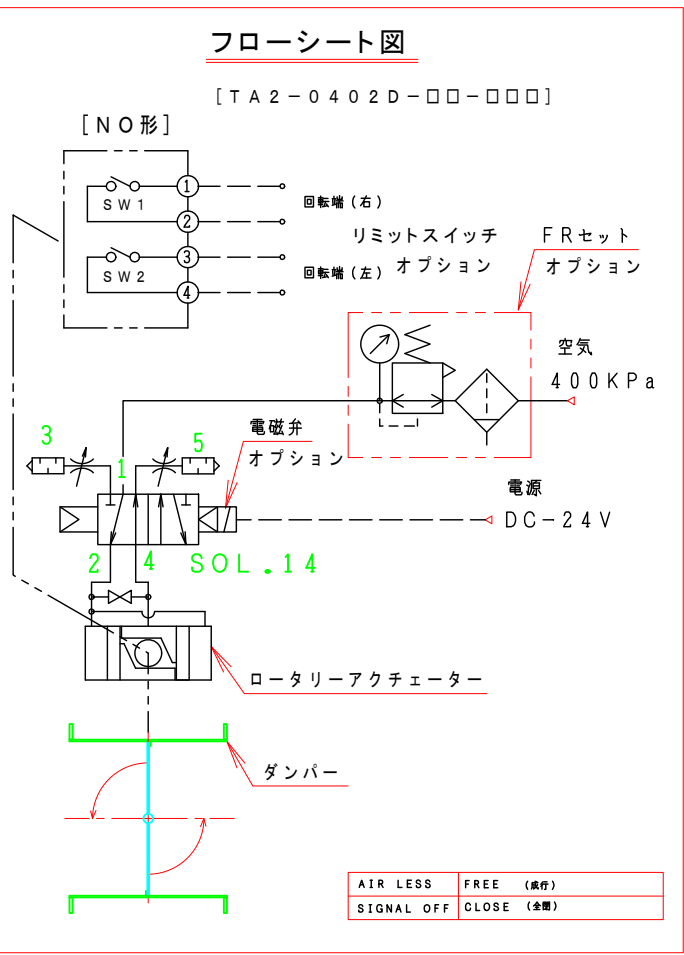 フローシート図
[TA2-0402D-□□-□□□]
[NO形]
1
SW1
2
回転端(右)
3
SW2
4
回転端(左)
リミットスイッチ
オプション
FRセット
オプション
空気
400KPa
電磁弁
オプション
3
1
5
電源
DC-24V
2
4
SOL.14
ロータリーアクチェーター
ダンパー
AIR LESS FREE (成行)
SIGNAL OFF CLOSE (全閉)